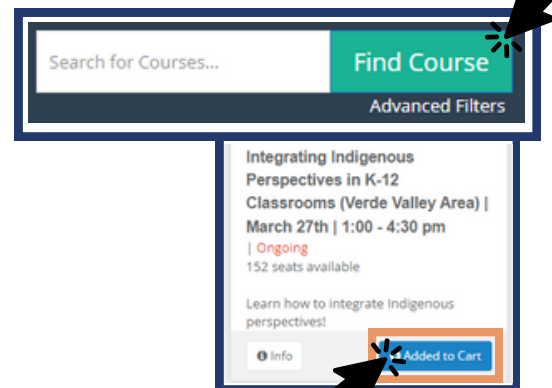 Search for Courses...
Find Course
Advanced Filters
Integrating Indigenous
Perspectives in K-12
Classrooms (Verde Valley Area) |
March 27th | 1:00 - 4:30 pm
| Ongoing
152 seats available
Learn how to integrate Indigenous
perspectives!
Info
Added to Cart